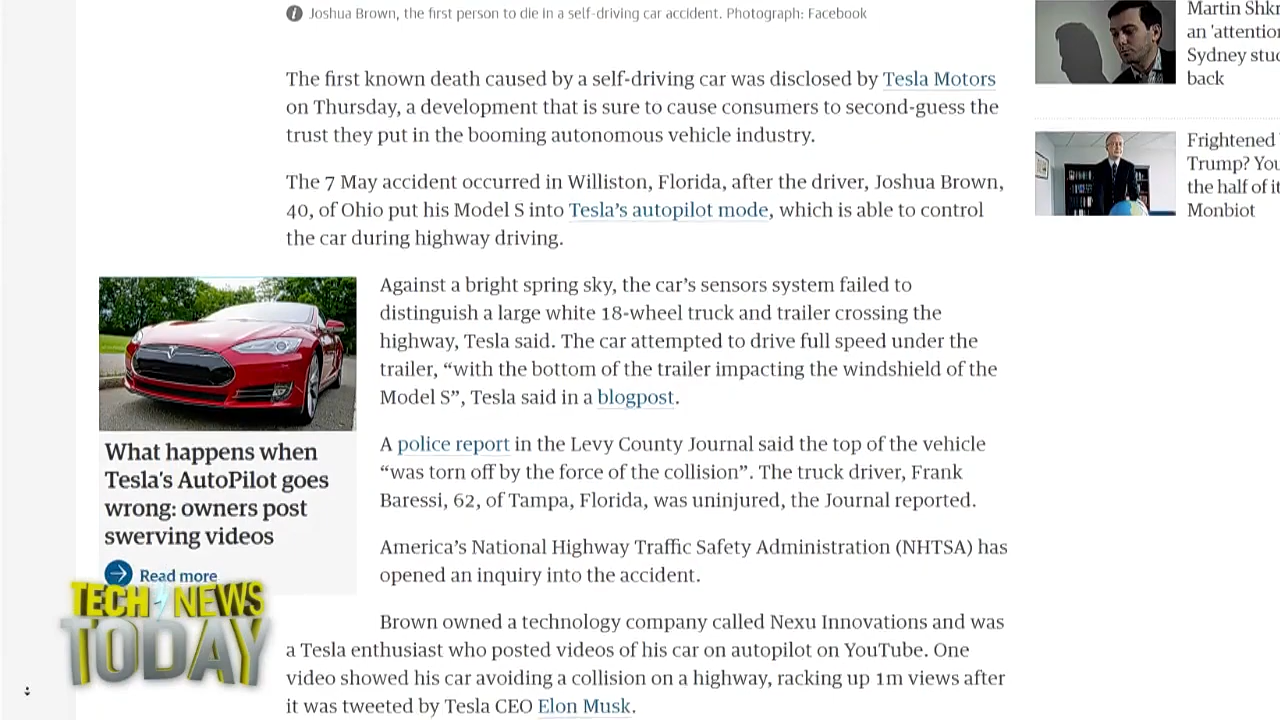 Joshua Brown, the first person to die in a self-driving car accident. Photograph: Facebook
The first known death caused by a self-driving car was disclosed by Tesla Motors
on Thursday, a development that is sure to cause consumers to second-guess the
trust they put in the booming autonomous vehicle industry.
The 7 May accident occurred in Williston, Florida, after the driver, Joshua Brown,
40, of Ohio put his Model S into Tesla's autopilot mode, which is able to control
the car during highway driving.
Against a bright spring sky, the car's sensors system failed to
distinguish a large white 18-wheel truck and trailer crossing the
highway, Tesla said. The car attempted to drive full speed under the
trailer, “with the bottom of the trailer impacting the windshield of the
Model S”, Tesla said in a blogpost.
A police report in the Levy County Journal said the top of the vehicle
“was torn off by the force of the collision”. The truck driver, Frank
Baressi, 62, of Tampa, Florida, was uninjured, the Journal reported.
America's National Highway Traffic Safety Administration (NHTSA) has
opened an inquiry into the accident.
Brown owned a technology company called Nexu Innovations and was
a Tesla enthusiast who posted videos of his car on autopilot on YouTube. One
video showed his car avoiding a collision on a highway, racking up 1m views after
it was tweeted by Tesla CEO Elon Musk.
What happens when
Tesla's AutoPilot goes
wrong: owners post
swerving videos
Read more
TECH NEWS
TODAY
Martin Shkr
an 'attentio
Sydney stud
back
Frightened
Trump? You
the half of it
Monbiot